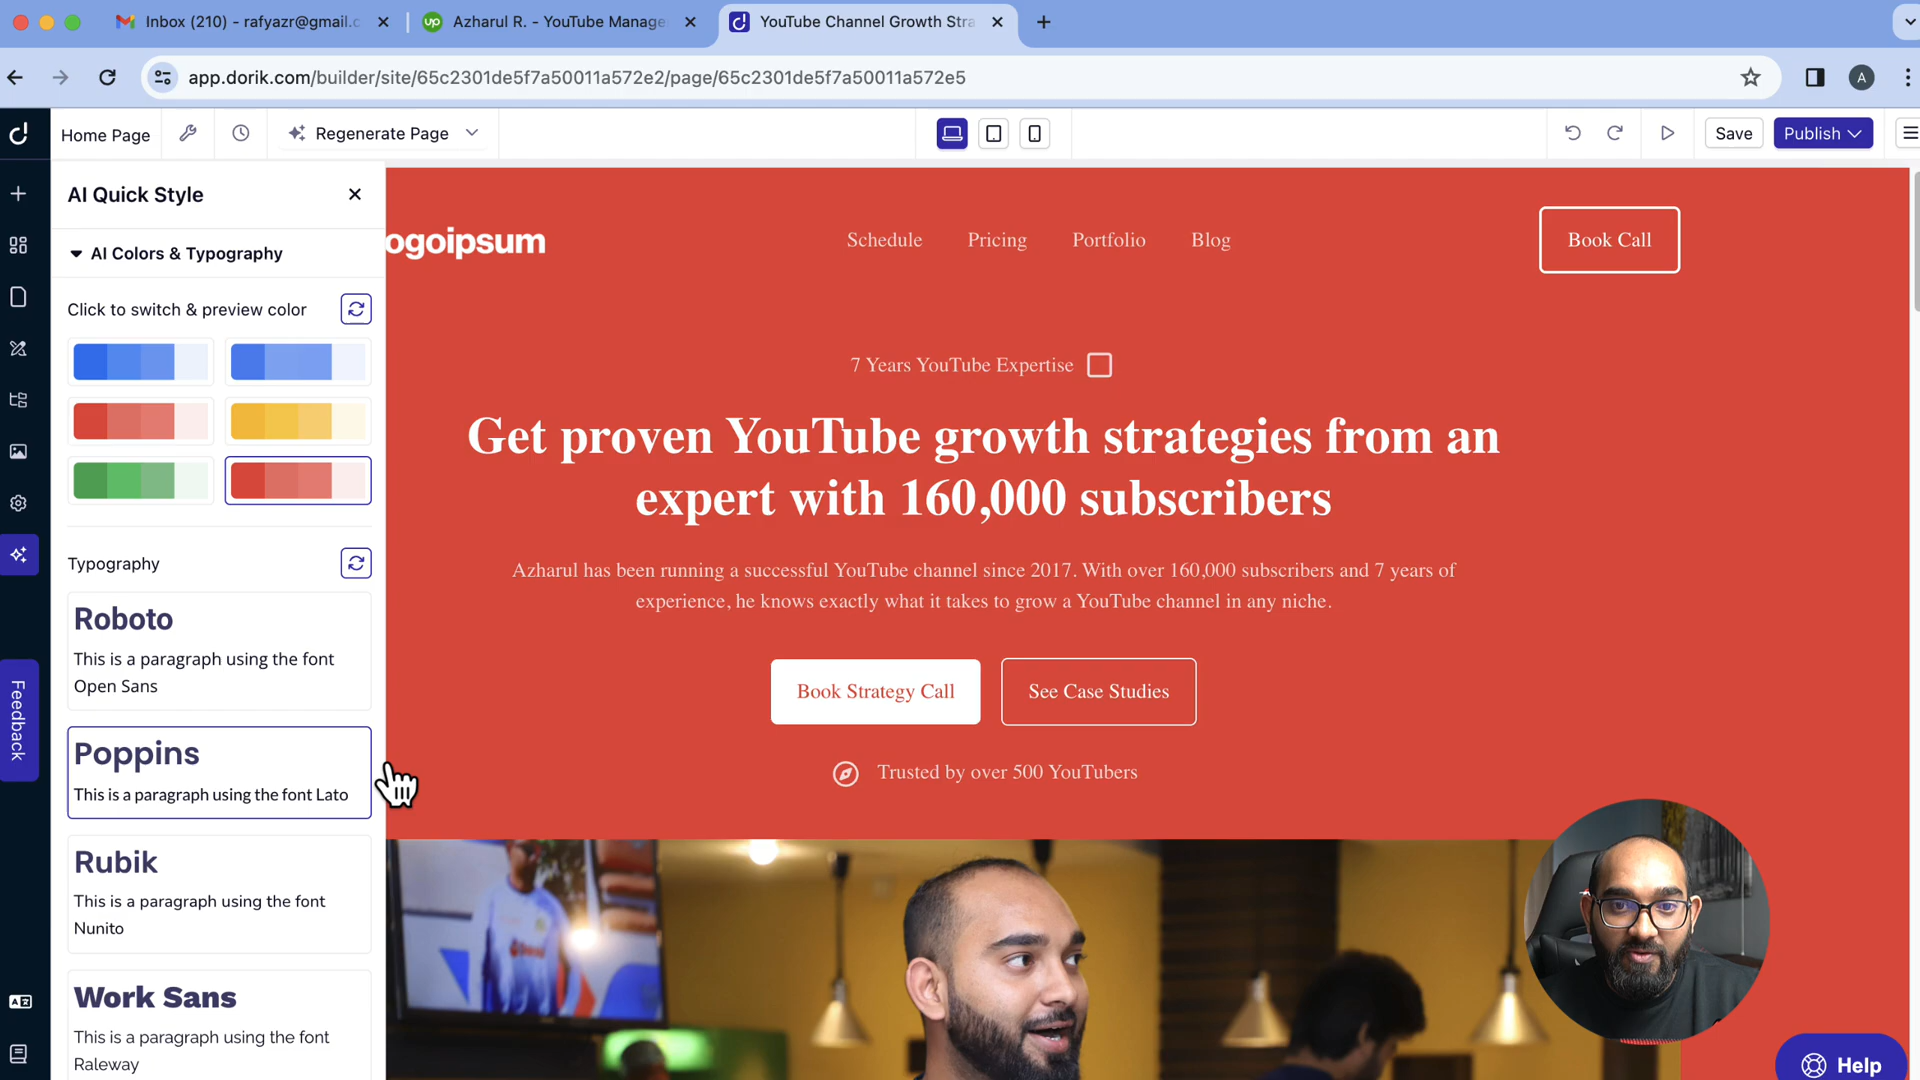 Inbox (210) - rafyazr@gmail.c
Azharul R. - YouTube Manage
YouTube Channel Growth Stra
app.dorik.com/builder/site/65c2301de5f7a50011a572e2/page/65c2301de5f7a50011a572e5
A
Home Page
Regenerate Page
Save
Publish
AI Quick Style
AI Colors & Typography
Click to switch & preview color
Typography
Roboto
This is a paragraph using the font
Open Sans
Poppins
This is a paragraph using the font Lato
Rubik
This is a paragraph using the font
Nunito
Work Sans
This is a paragraph using the font
Raleway
Feedback
ogoipsum
Schedule
Pricing
Portfolio
Blog
Book Call
7 Years YouTube Expertise
Get proven YouTube growth strategies from an
expert with 160,000 subscribers
Azharul has been running a successful YouTube channel since 2017. With over 160,000 subscribers and 7 years of
experience, he knows exactly what it takes to grow a YouTube channel in any niche.
Book Strategy Call
See Case Studies
Trusted by over 500 YouTubers
Help